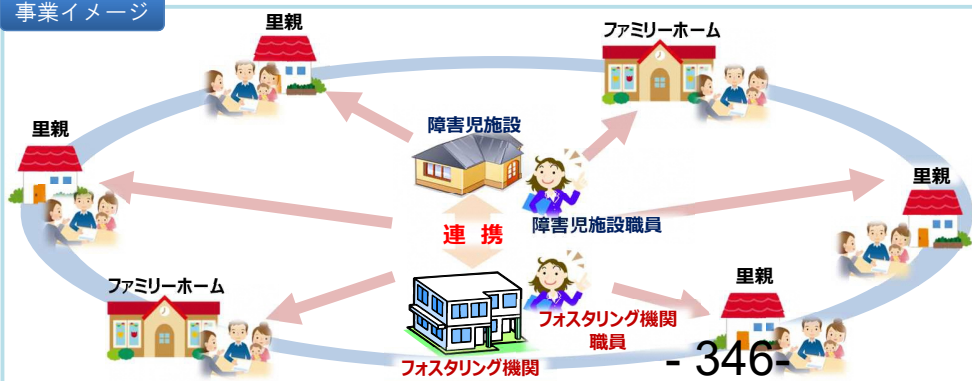 事業イメージ
里親
ファミリーホーム
障害児施設
里親
里親
障害児施設職員
連 携
ファミリーホーム
里親
フォスタリング機関
職員
フォスタリング機関
- 346-